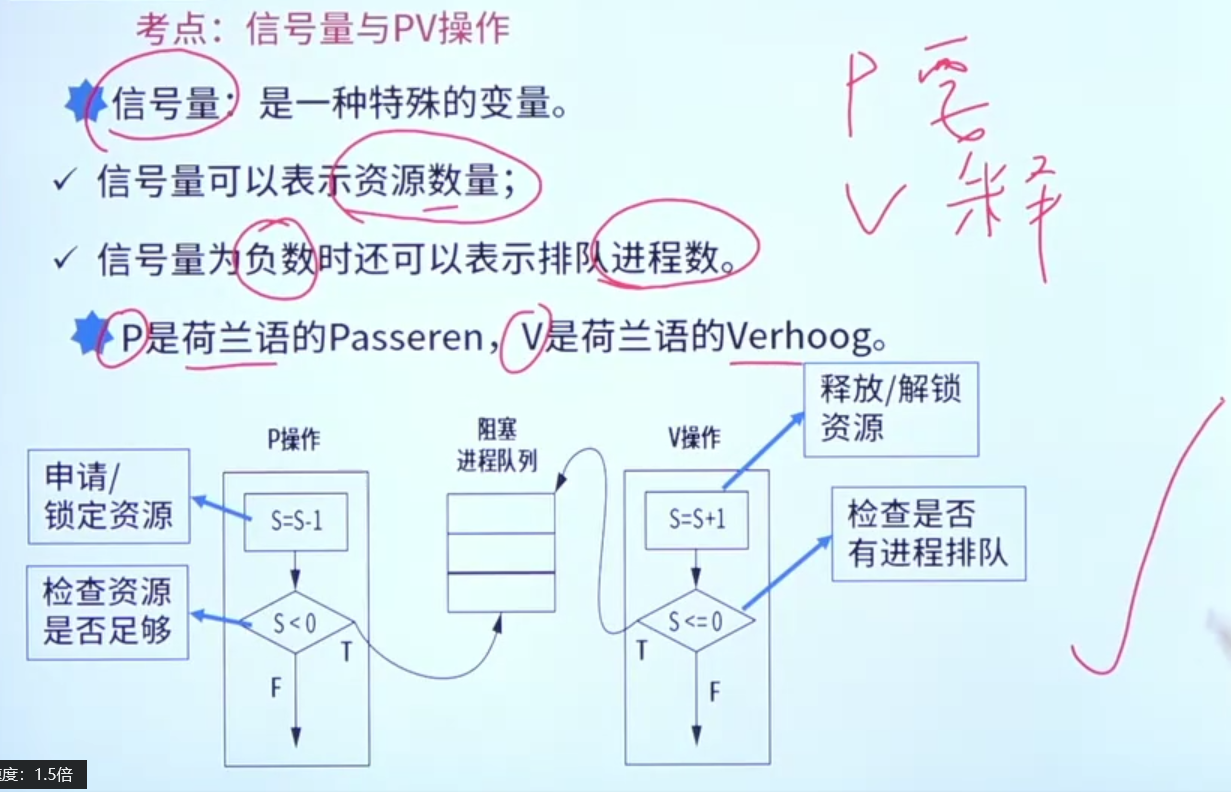 考点：信号量与PV操作
信号量：是一种特殊的变量。
✓ 信号量可以表示资源数量；
✓ 信号量为负数时还可以表示排队进程数。
P是荷兰语的Passeren，V是荷兰语的Verhoog。
P 要
V 释
释放/解锁
资源
P操作
阻塞
进程队列
V操作
申请/
锁定资源
S=S-1
S=S+1
检查是否
有进程排队
检查资源
是否足够
S<0
T
F
S<=0
T
F
度：1.5倍